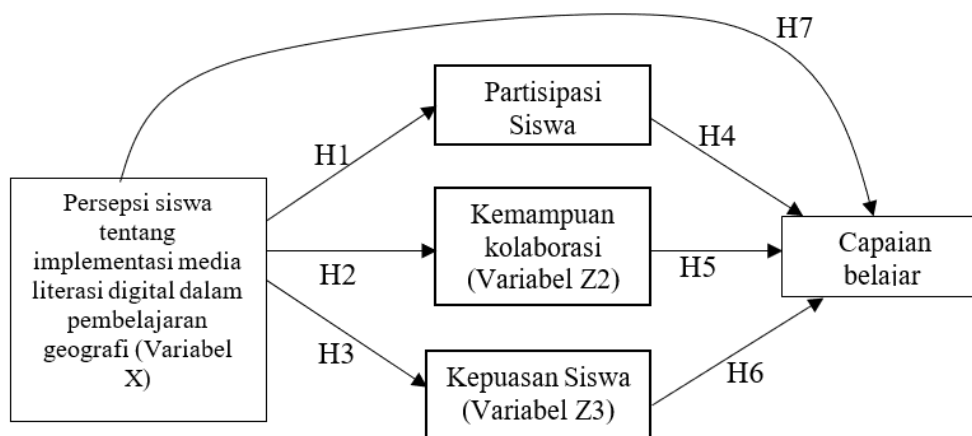 H7
Partisipasi
Siswa
H1
H4
Persepsi siswa
tentang
implementasi media
literasi digital dalam
pembelajaran
geografi (Variabel
X)
Kemampuan
kolaborasi
(Variabel Z2)
H2
H5
Capaian
belajar
H3
Kepuasan Siswa
(Variabel Z3)
H6